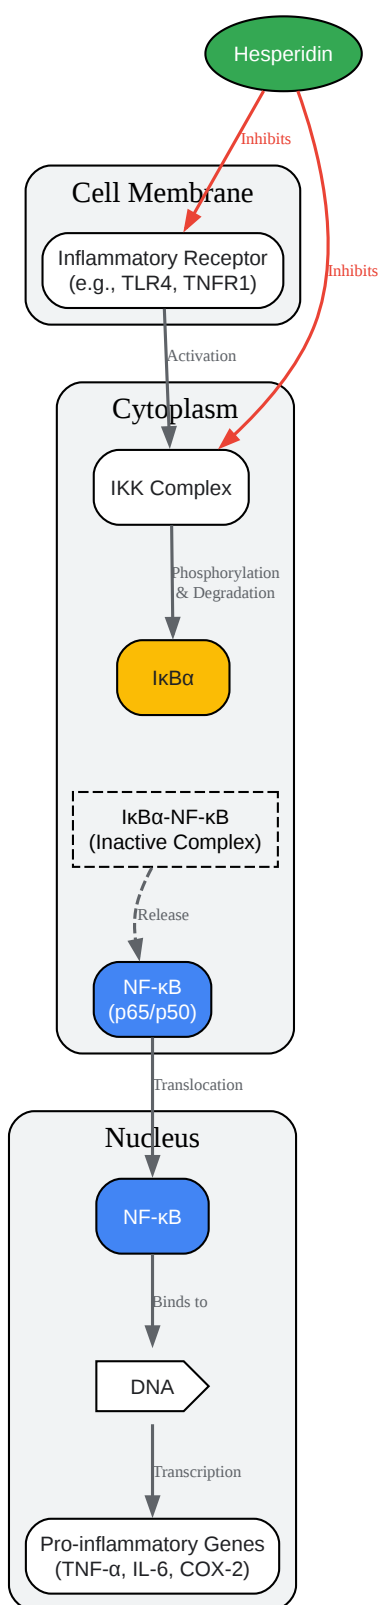 Hesperidin
Inhibits
Cell Membrane
Inflammatory Receptor
(e.g., TLR4, TNFR1)
Inhibits
Activation
Cytoplasm
IKK Complex
Phosphorylation
& Degradation
IκBα
IκBα-NF-κB
(Inactive Complex)
Release
NF-κB
(p65/p50)
Translocation
Nucleus
NF-κB
Binds to
DNA
Transcription
Pro-inflammatory Genes
(TNF-α, IL-6, COX-2)